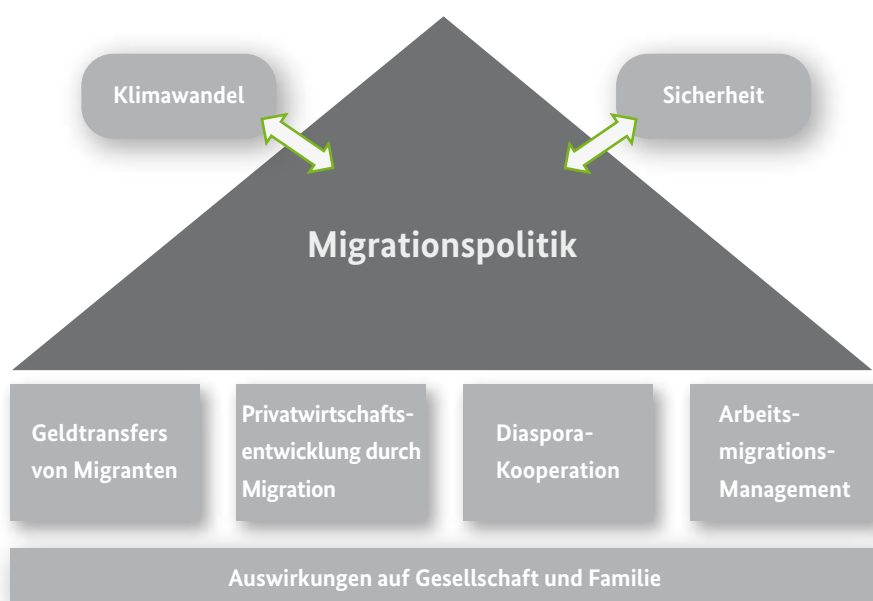 Klimawandel
Sicherheit
Migrationspolitik
Geldtransfers
von Migranten
Privatwirtschafts-
entwicklung durch
Migration
Diaspora-
Kooperation
Arbeits-
migrations-
Management
Auswirkungen auf Gesellschaft und Familie